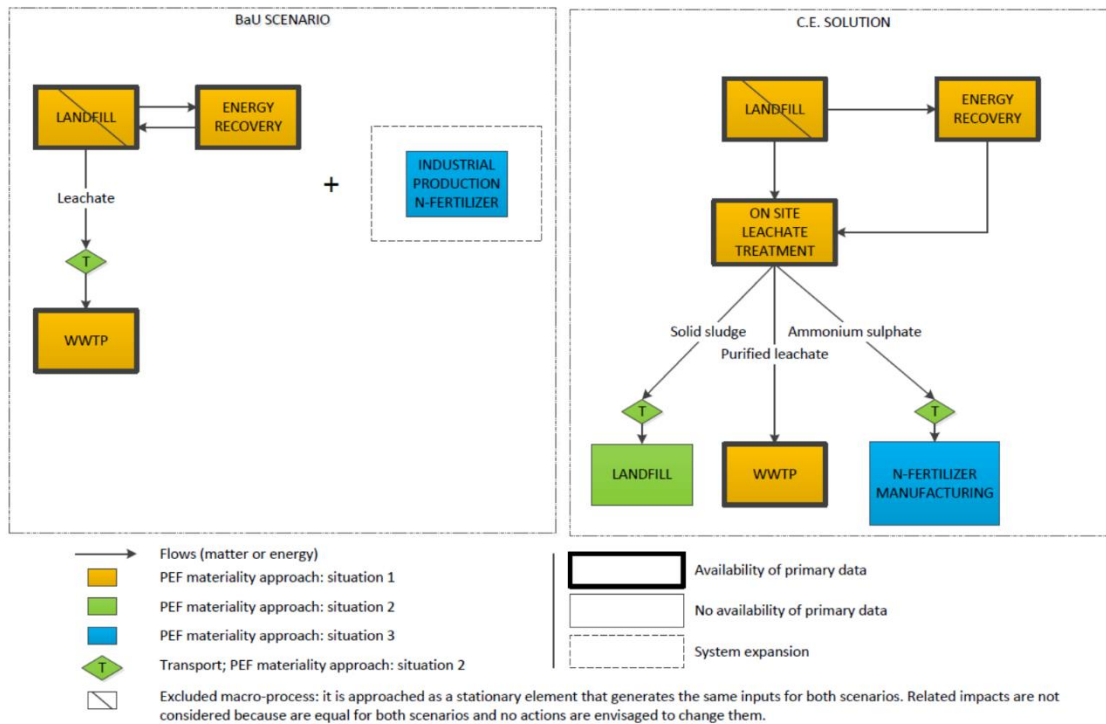 BaU SCENARIO
LANDFILL
ENERGY
RECOVERY
Leachate
T
WWTP
+
INDUSTRIAL
PRODUCTION
N-FERTILIZER
C.E. SOLUTION
LANDFILL
ENERGY
RECOVERY
ON SITE
LEACHATE
TREATMENT
Solid sludge
Purified leachate
Ammonium sulphate
T
T
LANDFILL
WWTP
N-FERTILIZER
MANUFACTURING
Flows (matter or energy)
PEF materiality approach: situation 1
PEF materiality approach: situation 2
PEF materiality approach: situation 3
T
Transport; PEF materiality approach: situation 2
Availability of primary data
No availability of primary data
System expansion
Excluded macro-process: it is approached as a stationary element that generates the same inputs for both scenarios. Related impacts are not
considered because are equal for both scenarios and no actions are envisaged to change them.